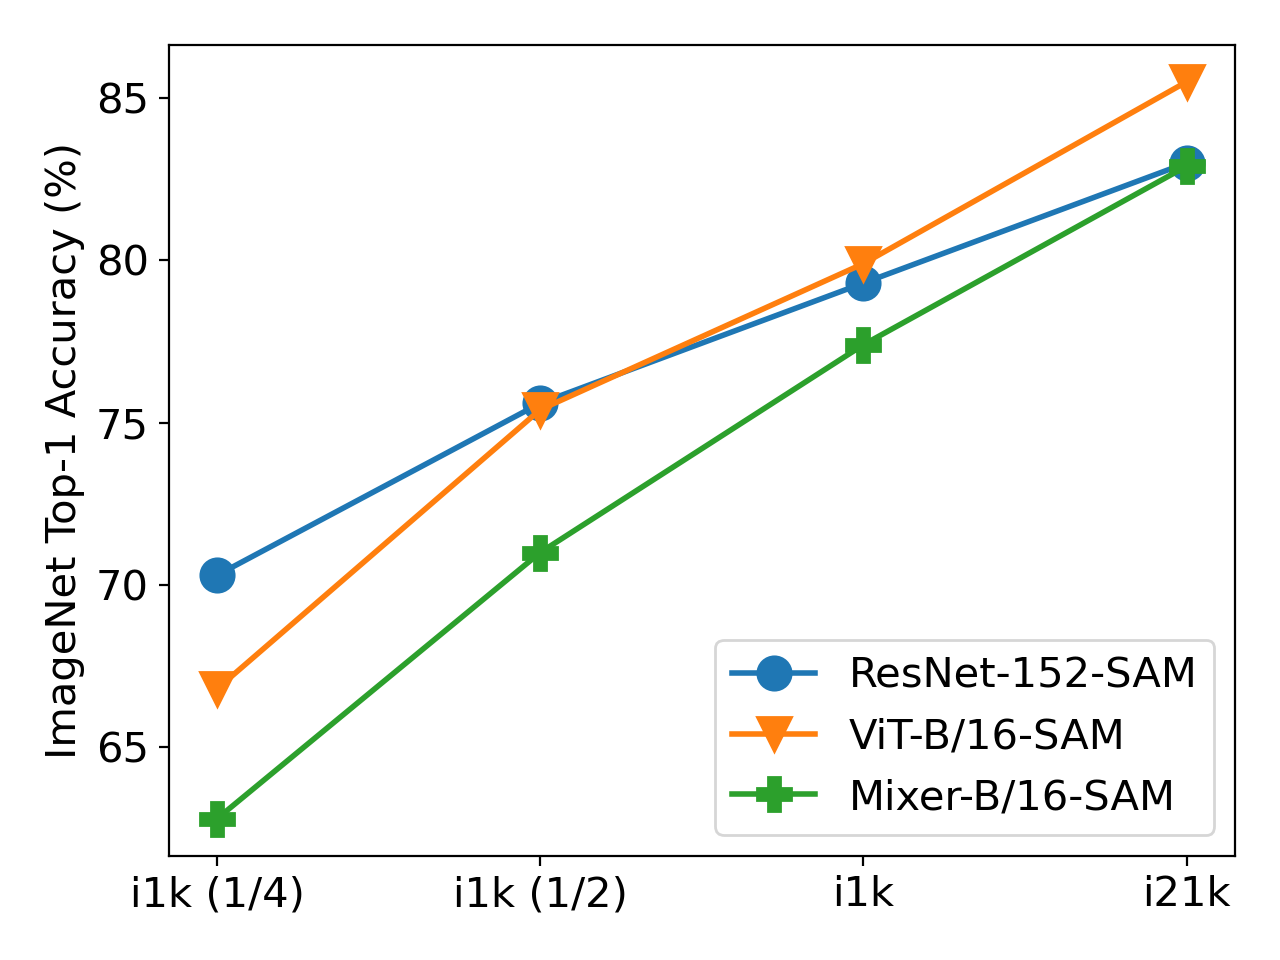 ImageNet Top-1 Accuracy (%)
85
80
75
70
65
i1k (1/4)
i1k (1/2)
i1k
i21k
ResNet-152-SAM
ViT-B/16-SAM
Mixer-B/16-SAM